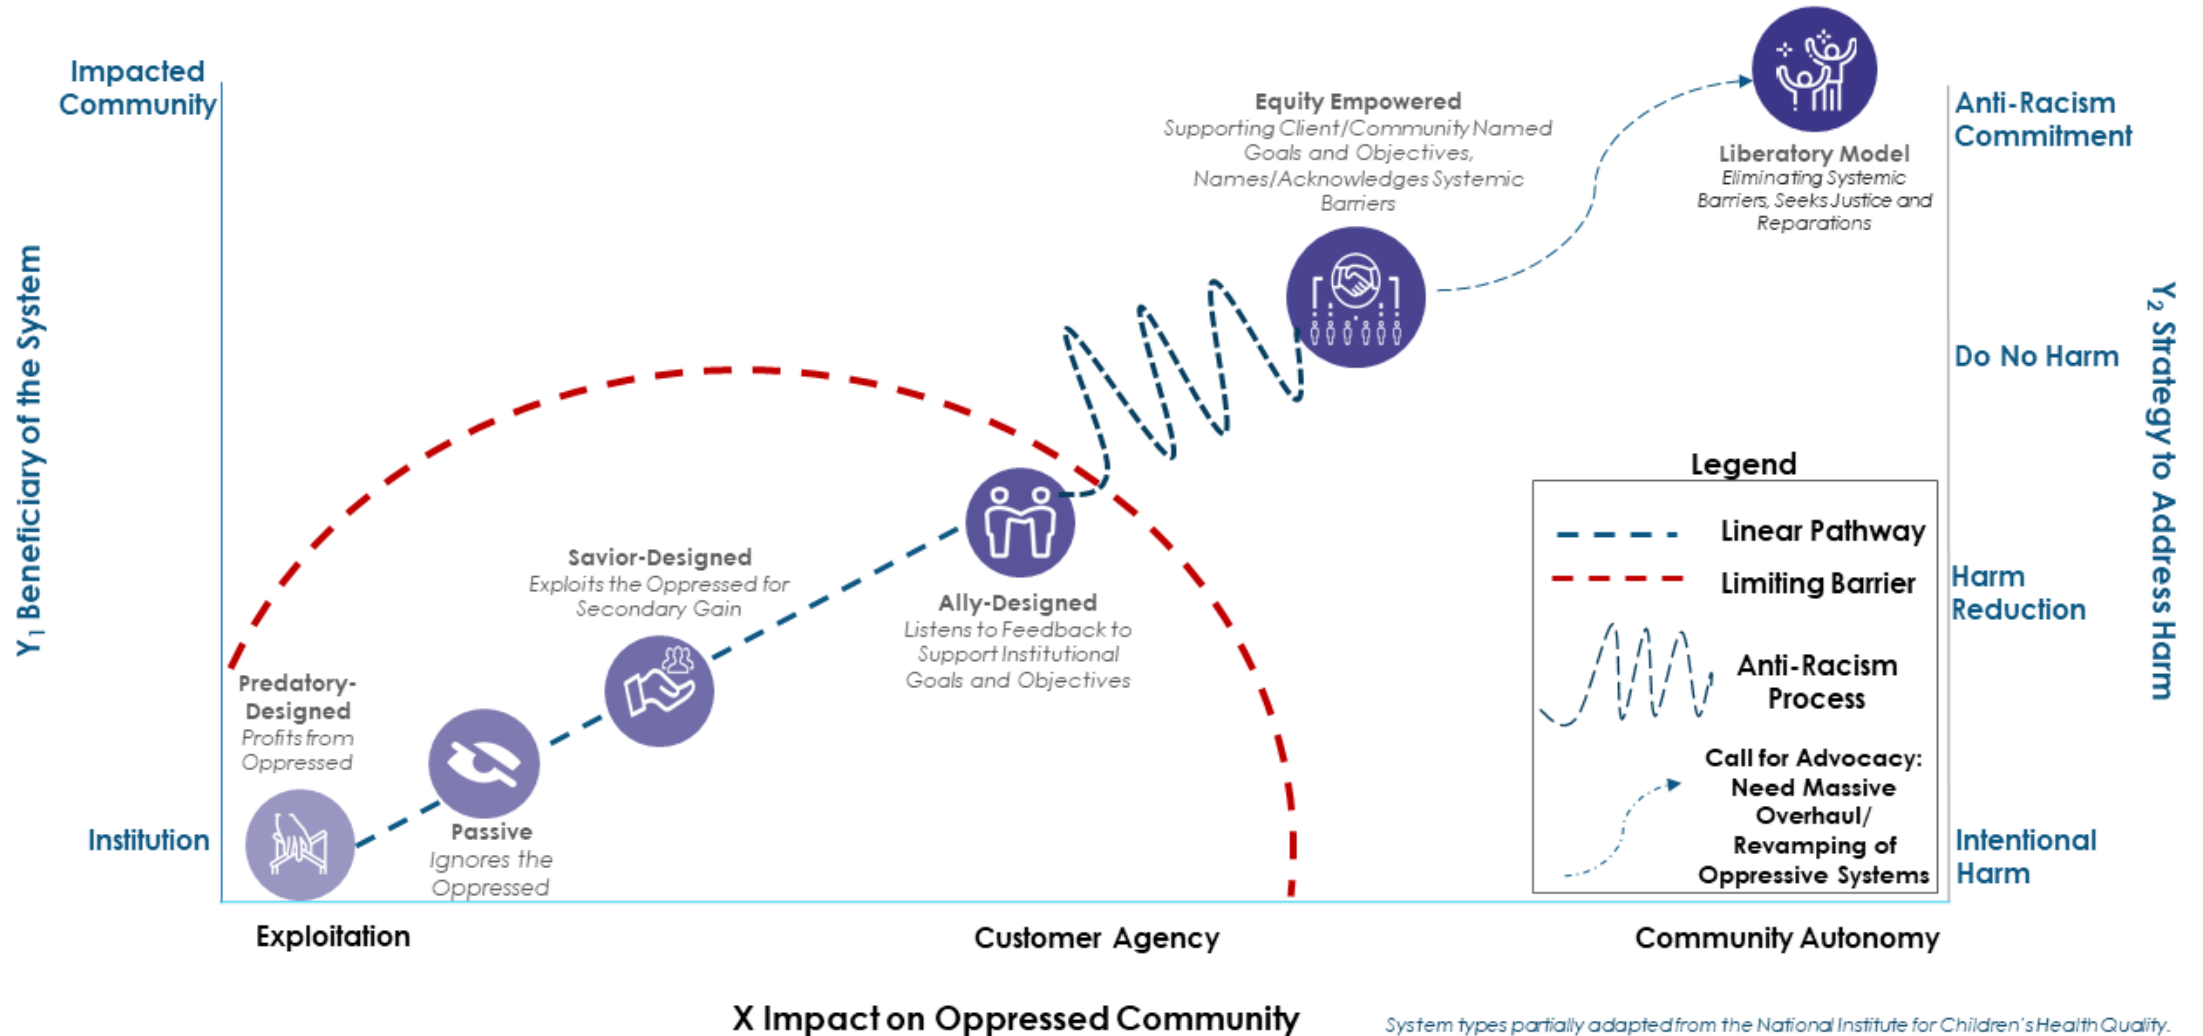 Impacted
Community
Y1 Beneficiary of the System
Institution
Predatory-
Designed
Profits from
Oppressed
Passive
Ignores the
Oppressed
Savior-Designed
Exploits the Oppressed for
Secondary Gain
Ally-Designed
Listens to Feedback to
Support Institutional
Goals and Objectives
Equity Empowered
Supporting Client/Community Named
Goals and Objectives,
Names/Acknowledges Systemic
Barriers
Liberatory Model
Eliminating Systemic
Barriers, Seeks Justice and
Reparations
Anti-Racism
Commitment
Do No Harm
Harm
Reduction
Intentional
Harm
Y2 Strategy to Address Harm
Legend
Linear Pathway
Limiting Barrier
Anti-Racism
Process
Call for Advocacy:
Need Massive
Overhaul/
Revamping of
Oppressive Systems
Exploitation
Customer Agency
Community Autonomy
X Impact on Oppressed Community
System types partially adapted from the National Institute for Children's Health Quality.